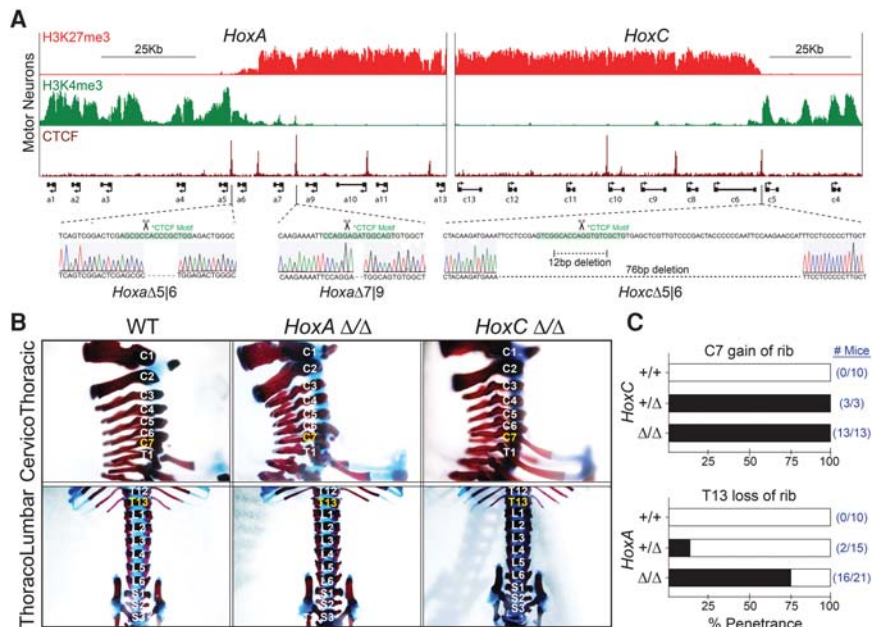 A
HoxA
HoxC
H3K27me3
25Kb
25Kb
H3K4me3
Motor Neurons
CTCF
a1 a2 a3 a4 a5 a6 a7 a9 a10 a11 a13
c13 c12 c11 c10 c9 c8 c6 c5 c4
*CTCF Motif
*CTCF Motif
*CTCF Motif
TCAGTCGGACTCGAGCGCCACCCGCTGGAGACTGGGC
CAAGAAAATTCCAGGAGATGGCAGTGTGGCT
CTACAAGATGAAATTCCTCCGAGTCGGCACCAGGTGTCGCTGTGAGCTCGTTGTGCCCGACTACCCCCCAATTCCAAGAACCATTTCCTCCCCCTTGCT
12bp deletion
76bp deletion
TCAGTCGGACTCGAGCGC
TGGAGACTGGGC
CAAGAAAATTCCAGGA
TGGCAGTGTGGCT
CTACAAGATGAAA
TTCCTCCCCCTTGCT
HoxaΔ5|6
HoxaΔ7|9
HoxcΔ5|6
B
WT
HoxA Δ/Δ
HoxC Δ/Δ
CervicoThoracic
C1
C2
C3
C4
C5
C6
C7
T1
C1
C2
C3
C4
C5
C6
C7
T1
C1
C2
C3
C4
C5
C6
C7
T1
ThoracoLumbar
T12
T13
L1
L2
L3
L4
L5
L6
S1
S2
S3
T12
T13
L1
L2
L3
L4
L5
L6
S1
S2
S3
T12
T13
L1
L2
L3
L4
L5
L6
S1
S2
S3
C
C7 gain of rib
# Mice
HoxC
+/+
(0/10)
+/Δ
(3/3)
Δ/Δ
(13/13)
25 50 75 100
T13 loss of rib
HoxA
+/+
(0/10)
+/Δ
(2/15)
Δ/Δ
(16/21)
25 50 75 100
% Penetrance